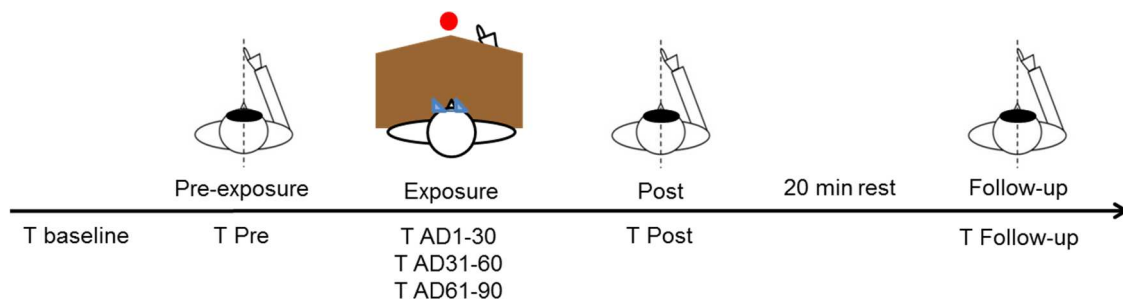 Pre-exposure Exposure Post 20 min rest Follow-up
T baseline T Pre T AD1-30 T Post T Follow-up
T AD31-60
T AD61-90